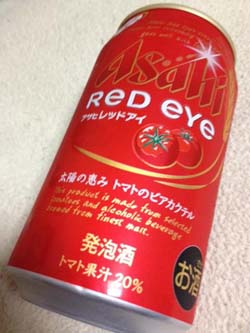 Asahi
RED EYE
アサヒレッドアイ
太陽の恵み トマトのビアカクテル
This product is made from selected
tomatoes and alcoholic beverage
brewed from finest malt.
発泡酒
トマト果汁20%
お酒